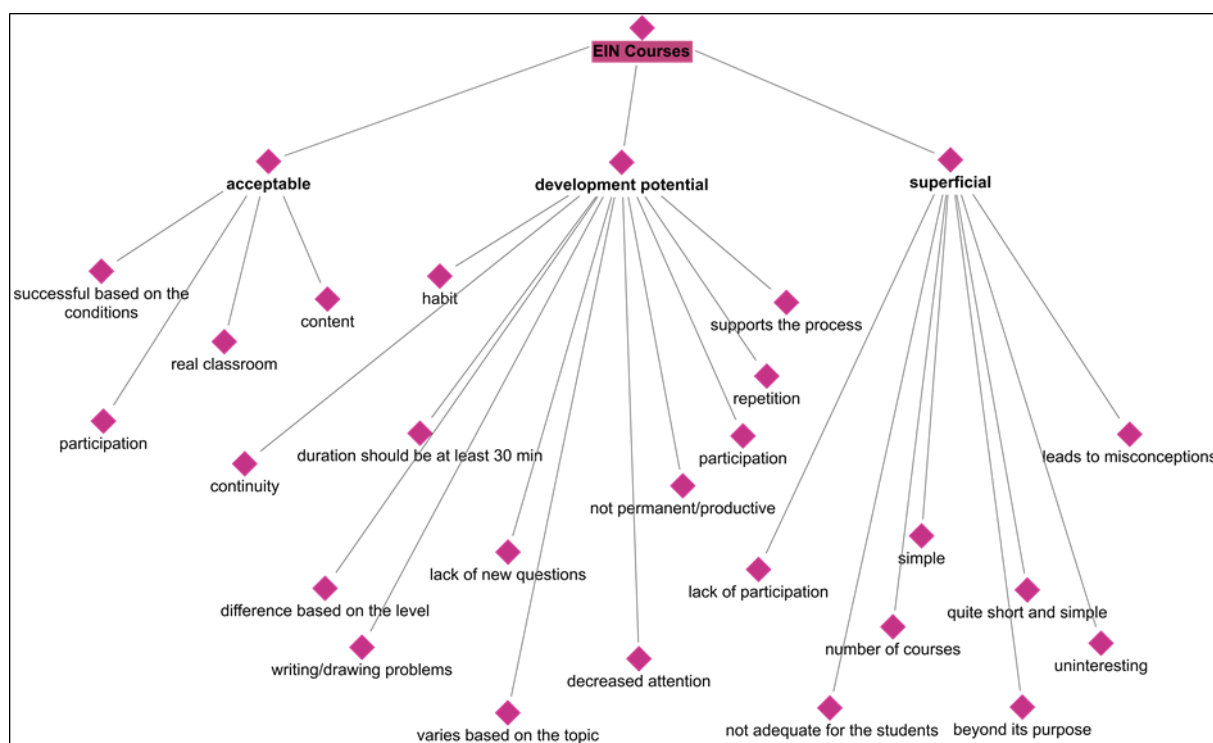 EIN Courses
acceptable
development potential
superficial
successful based on the
conditions
content
real classroom
participation
habit
supports the process
repetition
participation
duration should be at least 30 min
continuity
not permanent/productive
lack of new questions
difference based on the level
writing/drawing problems
decreased attention
varies based on the topic
leads to misconceptions
simple
lack of participation
quite short and simple
number of courses
uninteresting
not adequate for the students
beyond its purpose